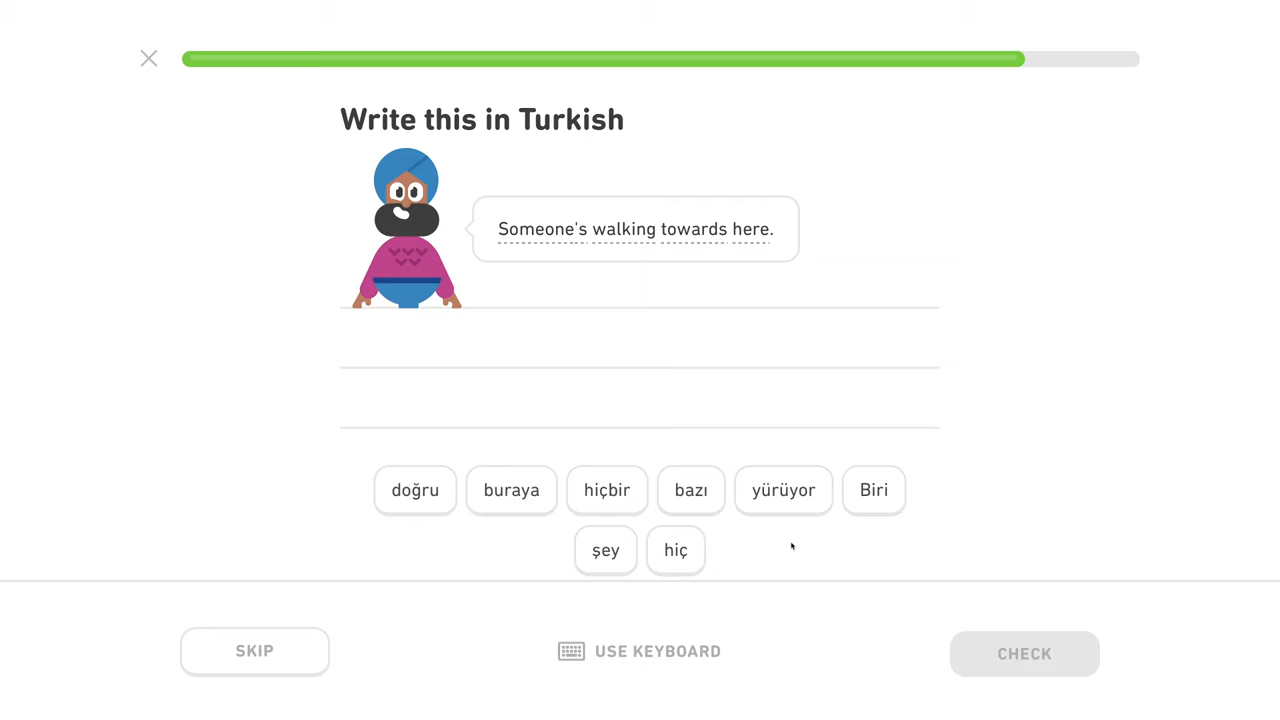 Write this in Turkish
Someone's walking towards here.
doğru buraya hiçbir bazı yürüyor Biri
şey hiç
SKIP USE KEYBOARD CHECK